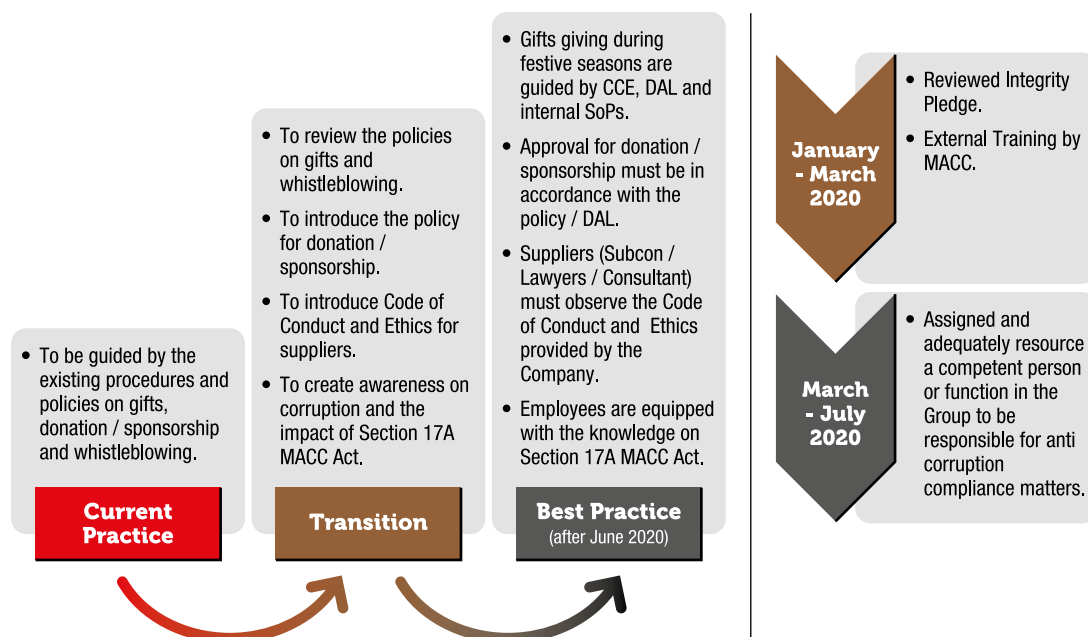 • To be guided by the
existing procedures and
policies on gifts,
donation / sponsorship
and whistleblowing.
Current
Practice
• To review the policies
on gifts and
whistleblowing.
• To introduce the policy
for donation /
sponsorship.
• To introduce Code of
Conduct and Ethics for
suppliers.
• To create awareness on
corruption and the
impact of Section 17A
MACC Act.
Transition
• Gifts giving during
festive seasons are
guided by CCE, DAL and
internal SoPs.
• Approval for donation /
sponsorship must be in
accordance with the
policy / DAL.
• Suppliers (Subcon /
Lawyers / Consultant)
must observe the Code
of Conduct and Ethics
provided by the
Company.
• Employees are equipped
with the knowledge on
Section 17A MACC Act.
Best Practice
(after June 2020)
January
- March
2020
• Reviewed Integrity
Pledge.
• External Training by
MACC.
March
- July
2020
• Assigned and
adequately resource
a competent person
or function in the
Group to be
responsible for anti
corruption
compliance matters.